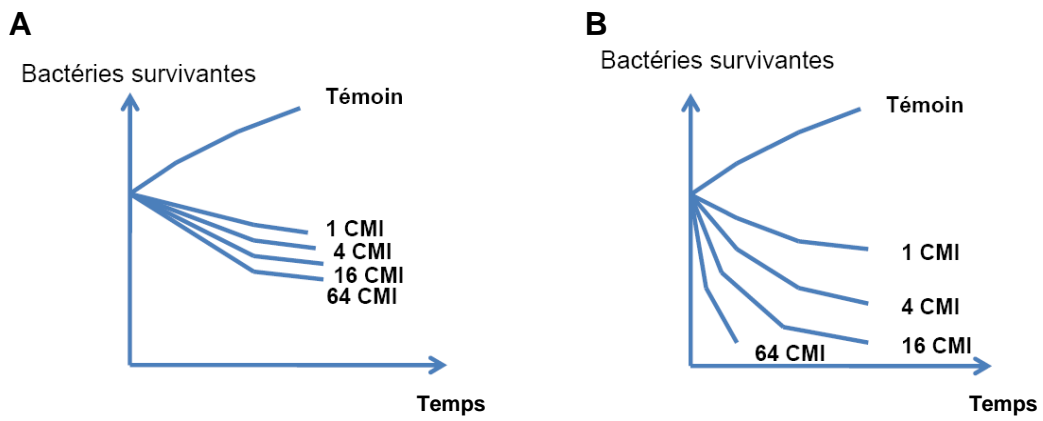 A
Bactéries survivantes
Témoin
1 CMI
4 CMI
16 CMI
64 CMI
Temps
B
Bactéries survivantes
Témoin
1 CMI
4 CMI
16 CMI
64 CMI
Temps